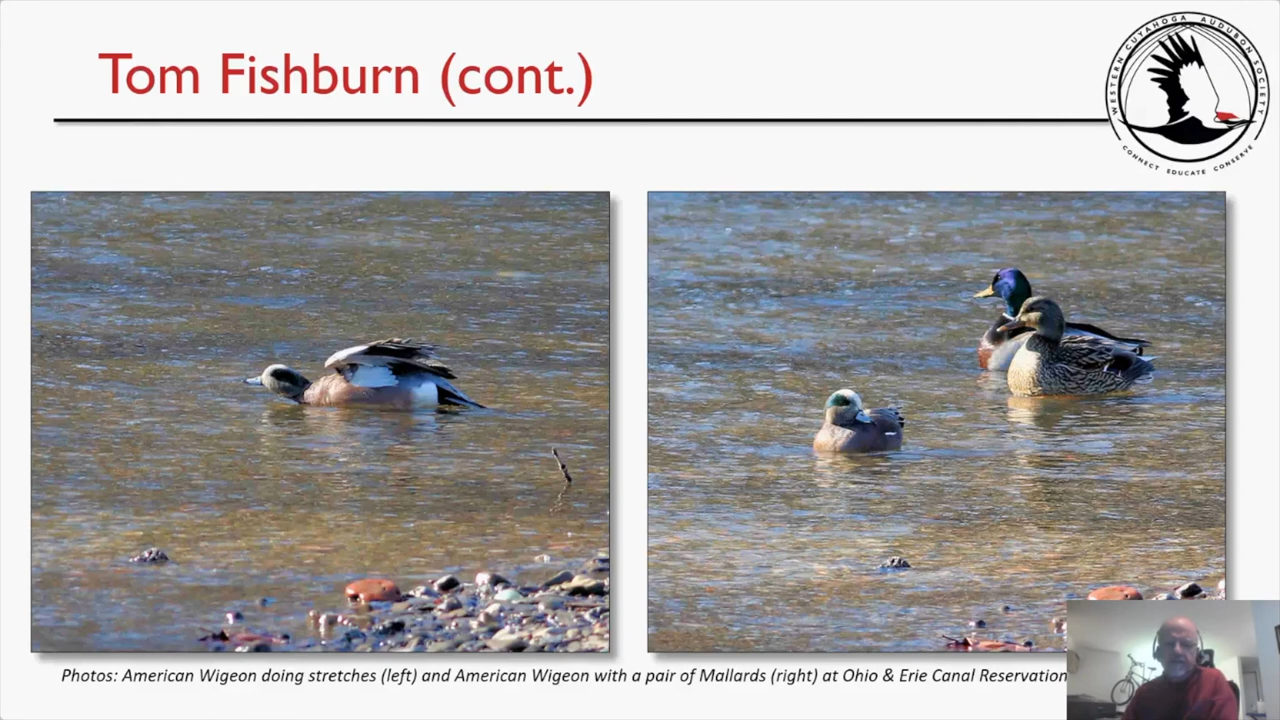 Tom Fishburn (cont.)
WESTERN CUYAHOGA AUDUBON SOCIETY
CONNECT EDUCATE CONSERVE
Photos: American Wigeon doing stretches (left) and American Wigeon with a pair of Mallards (right) at Ohio & Erie Canal Reservation